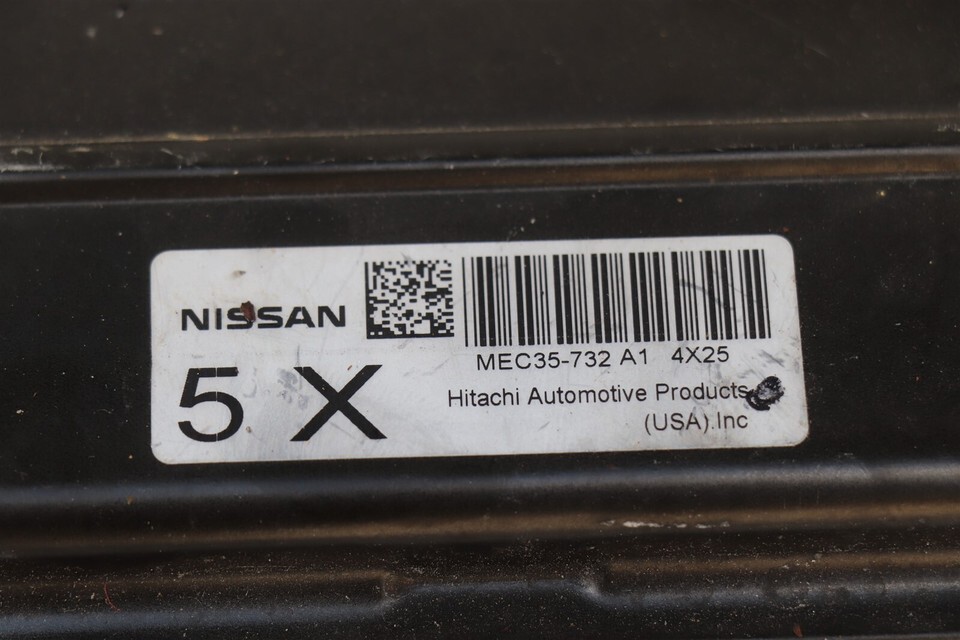 NISSAN
5 X
MEC35-732 A1 4X25
Hitachi Automotive Products
(USA).Inc